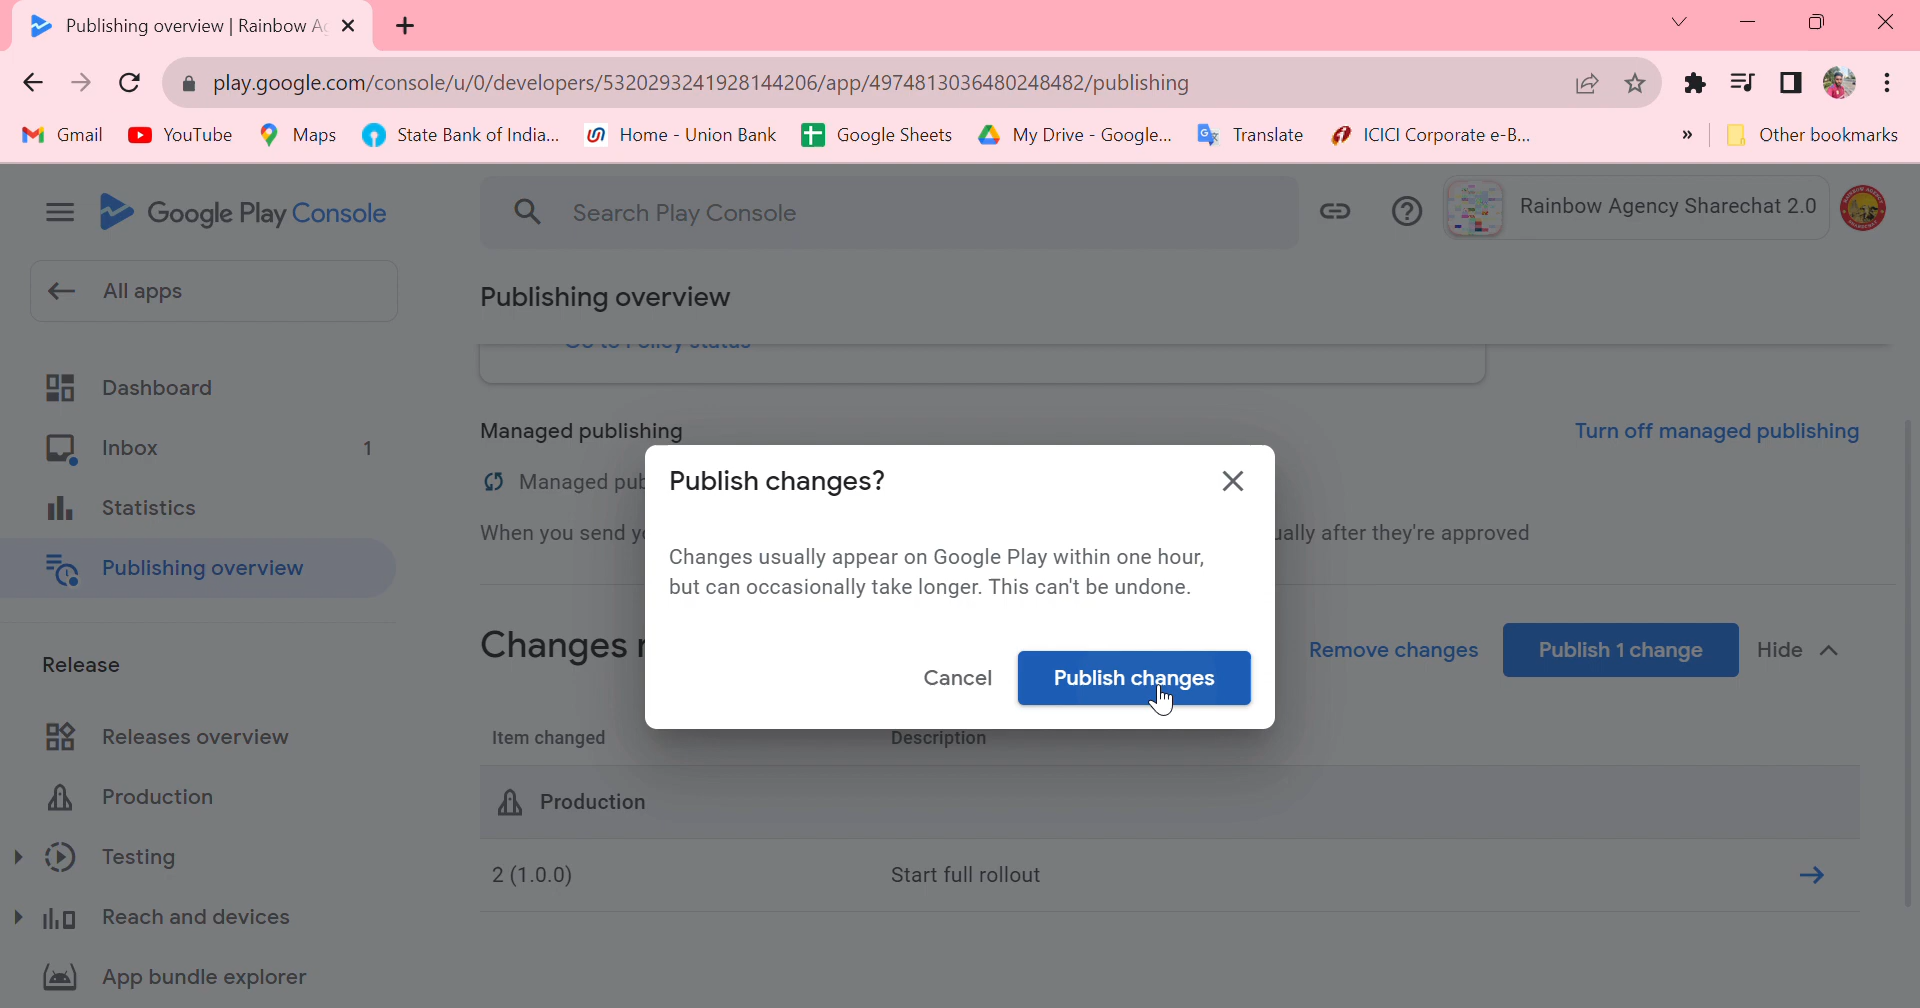 Publishing overview | Rainbow Ag
play.google.com/console/u/0/developers/5320293241928144206/app/4974813036480248482/publishing
Gmail YouTube Maps State Bank of India... Home - Union Bank Google Sheets My Drive - Google... Translate ICICI Corporate e-B... » Other bookmarks
Google Play Console
Search Play Console
Rainbow Agency Sharechat 2.0
All apps
Publishing overview
Go to Policy status
Dashboard
Managed publishing
Turn off managed publishing
Inbox 1
Managed pub
Publish changes?
Statistics
When you send yo
ually after they're approved
Changes usually appear on Google Play within one hour,
but can occasionally take longer. This can't be undone.
Publishing overview
Changes r
Remove changes
Publish 1 change
Hide
Cancel
Publish changes
Release
Item changed
Description
Releases overview
Production
Production
Testing
2 (1.0.0)
Start full rollout
Reach and devices
App bundle explorer